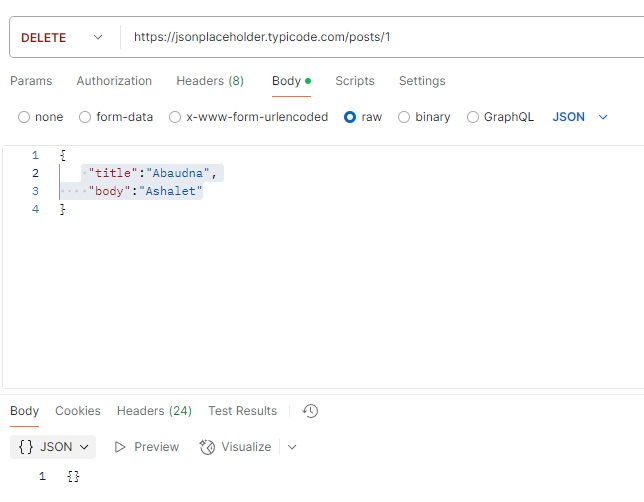 DELETE https://jsonplaceholder.typicode.com/posts/1
Params Authorization Headers (8) Body Scripts Settings
none form-data x-www-form-urlencoded raw binary GraphQL JSON
1 {
2 "title":"Abaudna",
3 "body":"Ashalet"
4 }
Body Cookies Headers (24) Test Results
{} JSON Preview Visualize
1 {}